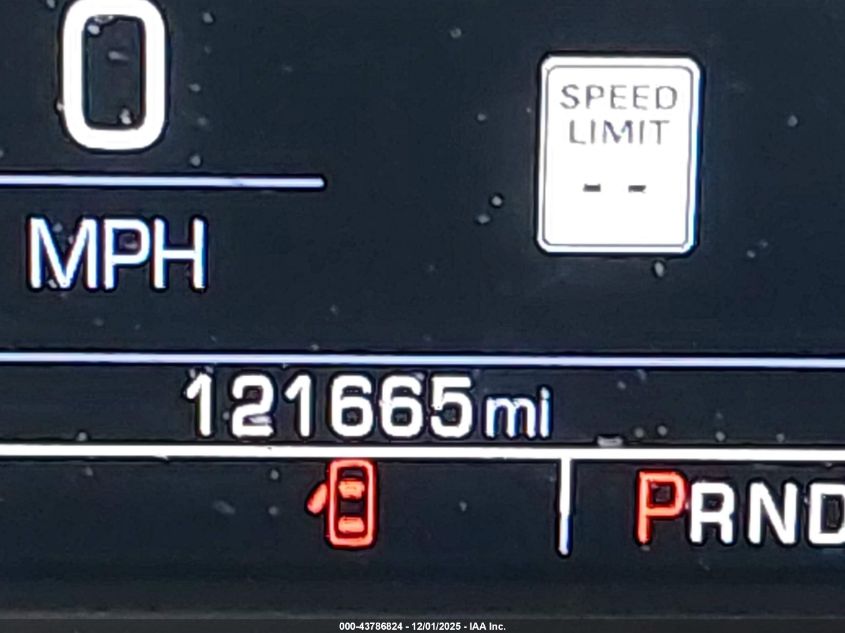 0
SPEED
LIMIT
- -
MPH
121665mi
PRND
000-43786824 - 12/01/2025 - IAA Inc.